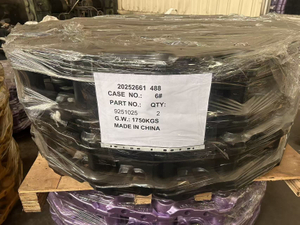 20252661 488
CASE NO.: 6#
PART NO.: QTY:
9251025 2
G.W.: 1750KGS
MADE IN CHINA